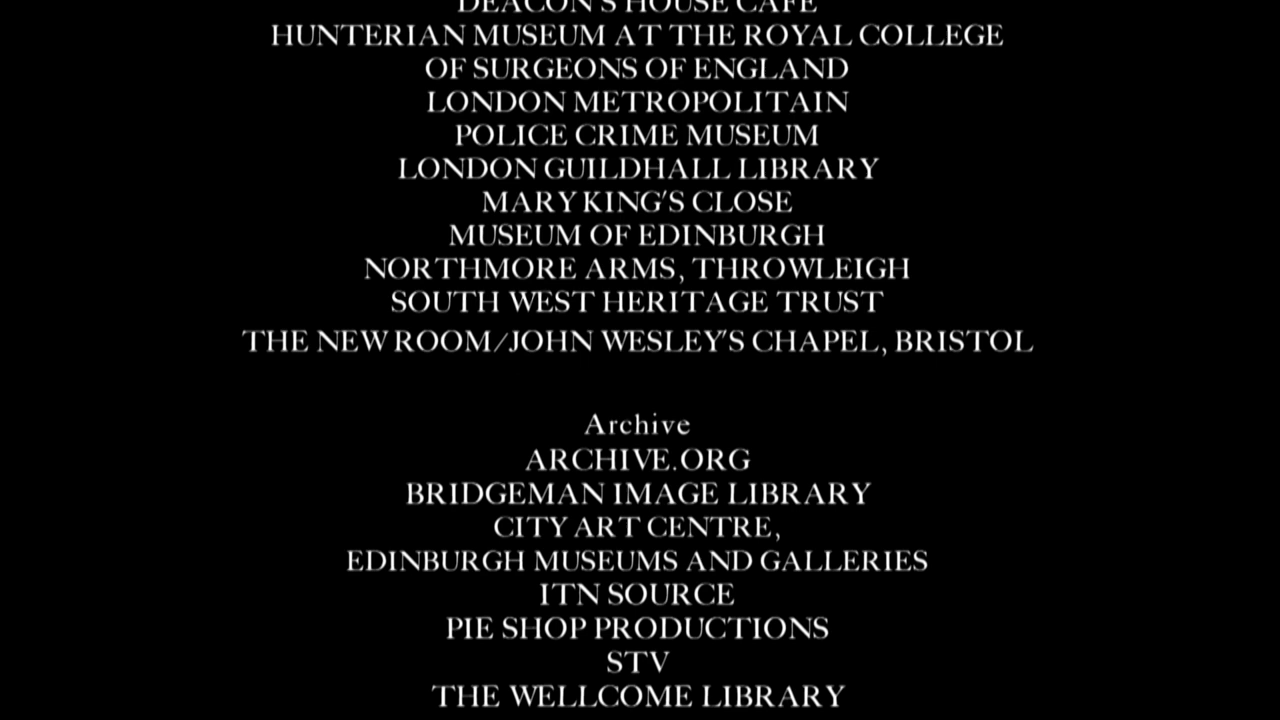 DEACON'S HOUSE CAFE
HUNTERIAN MUSEUM AT THE ROYAL COLLEGE
OF SURGEONS OF ENGLAND
LONDON METROPOLITAIN
POLICE CRIME MUSEUM
LONDON GUILDHALL LIBRARY
MARY KING'S CLOSE
MUSEUM OF EDINBURGH
NORTHMORE ARMS, THROWLEIGH
SOUTH WEST HERITAGE TRUST
THE NEW ROOM/JOHN WESLEY'S CHAPEL, BRISTOL
Archive
ARCHIVE.ORG
BRIDGEMAN IMAGE LIBRARY
CITY ART CENTRE,
EDINBURGH MUSEUMS AND GALLERIES
ITN SOURCE
PIE SHOP PRODUCTIONS
STV
THE WELLCOME LIBRARY